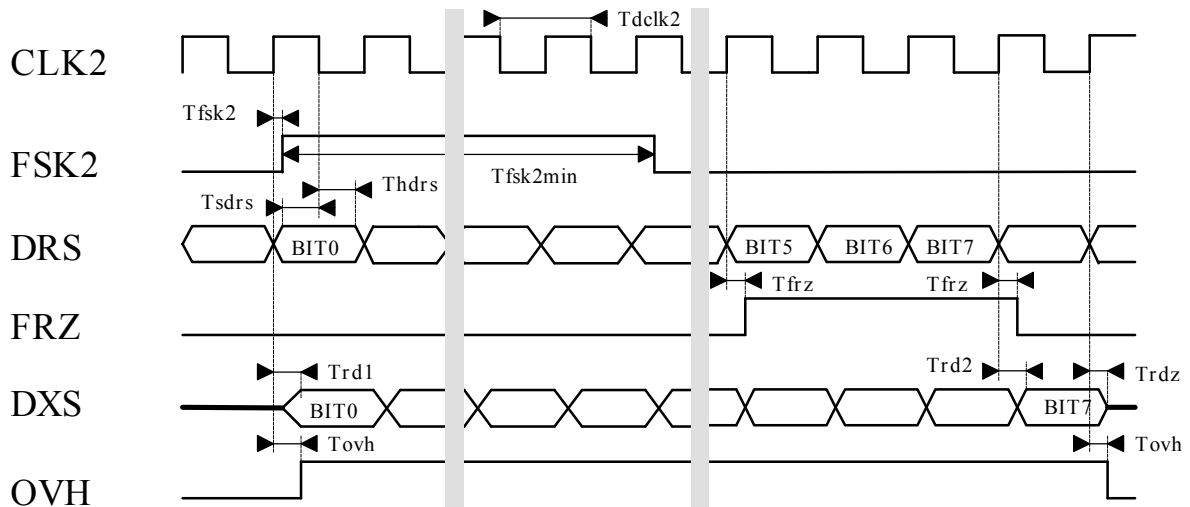 Tdclk2
CLK2
Tfsk2
FSK2
Tfsk2min
Thdrs
Tsdrs
DRS
BIT0
BIT5
BIT6
BIT7
Tfrz
Tfrz
FRZ
Trd1
Trd2
Trdz
DXS
BIT0
BIT7
Tovh
Tovh
OVH